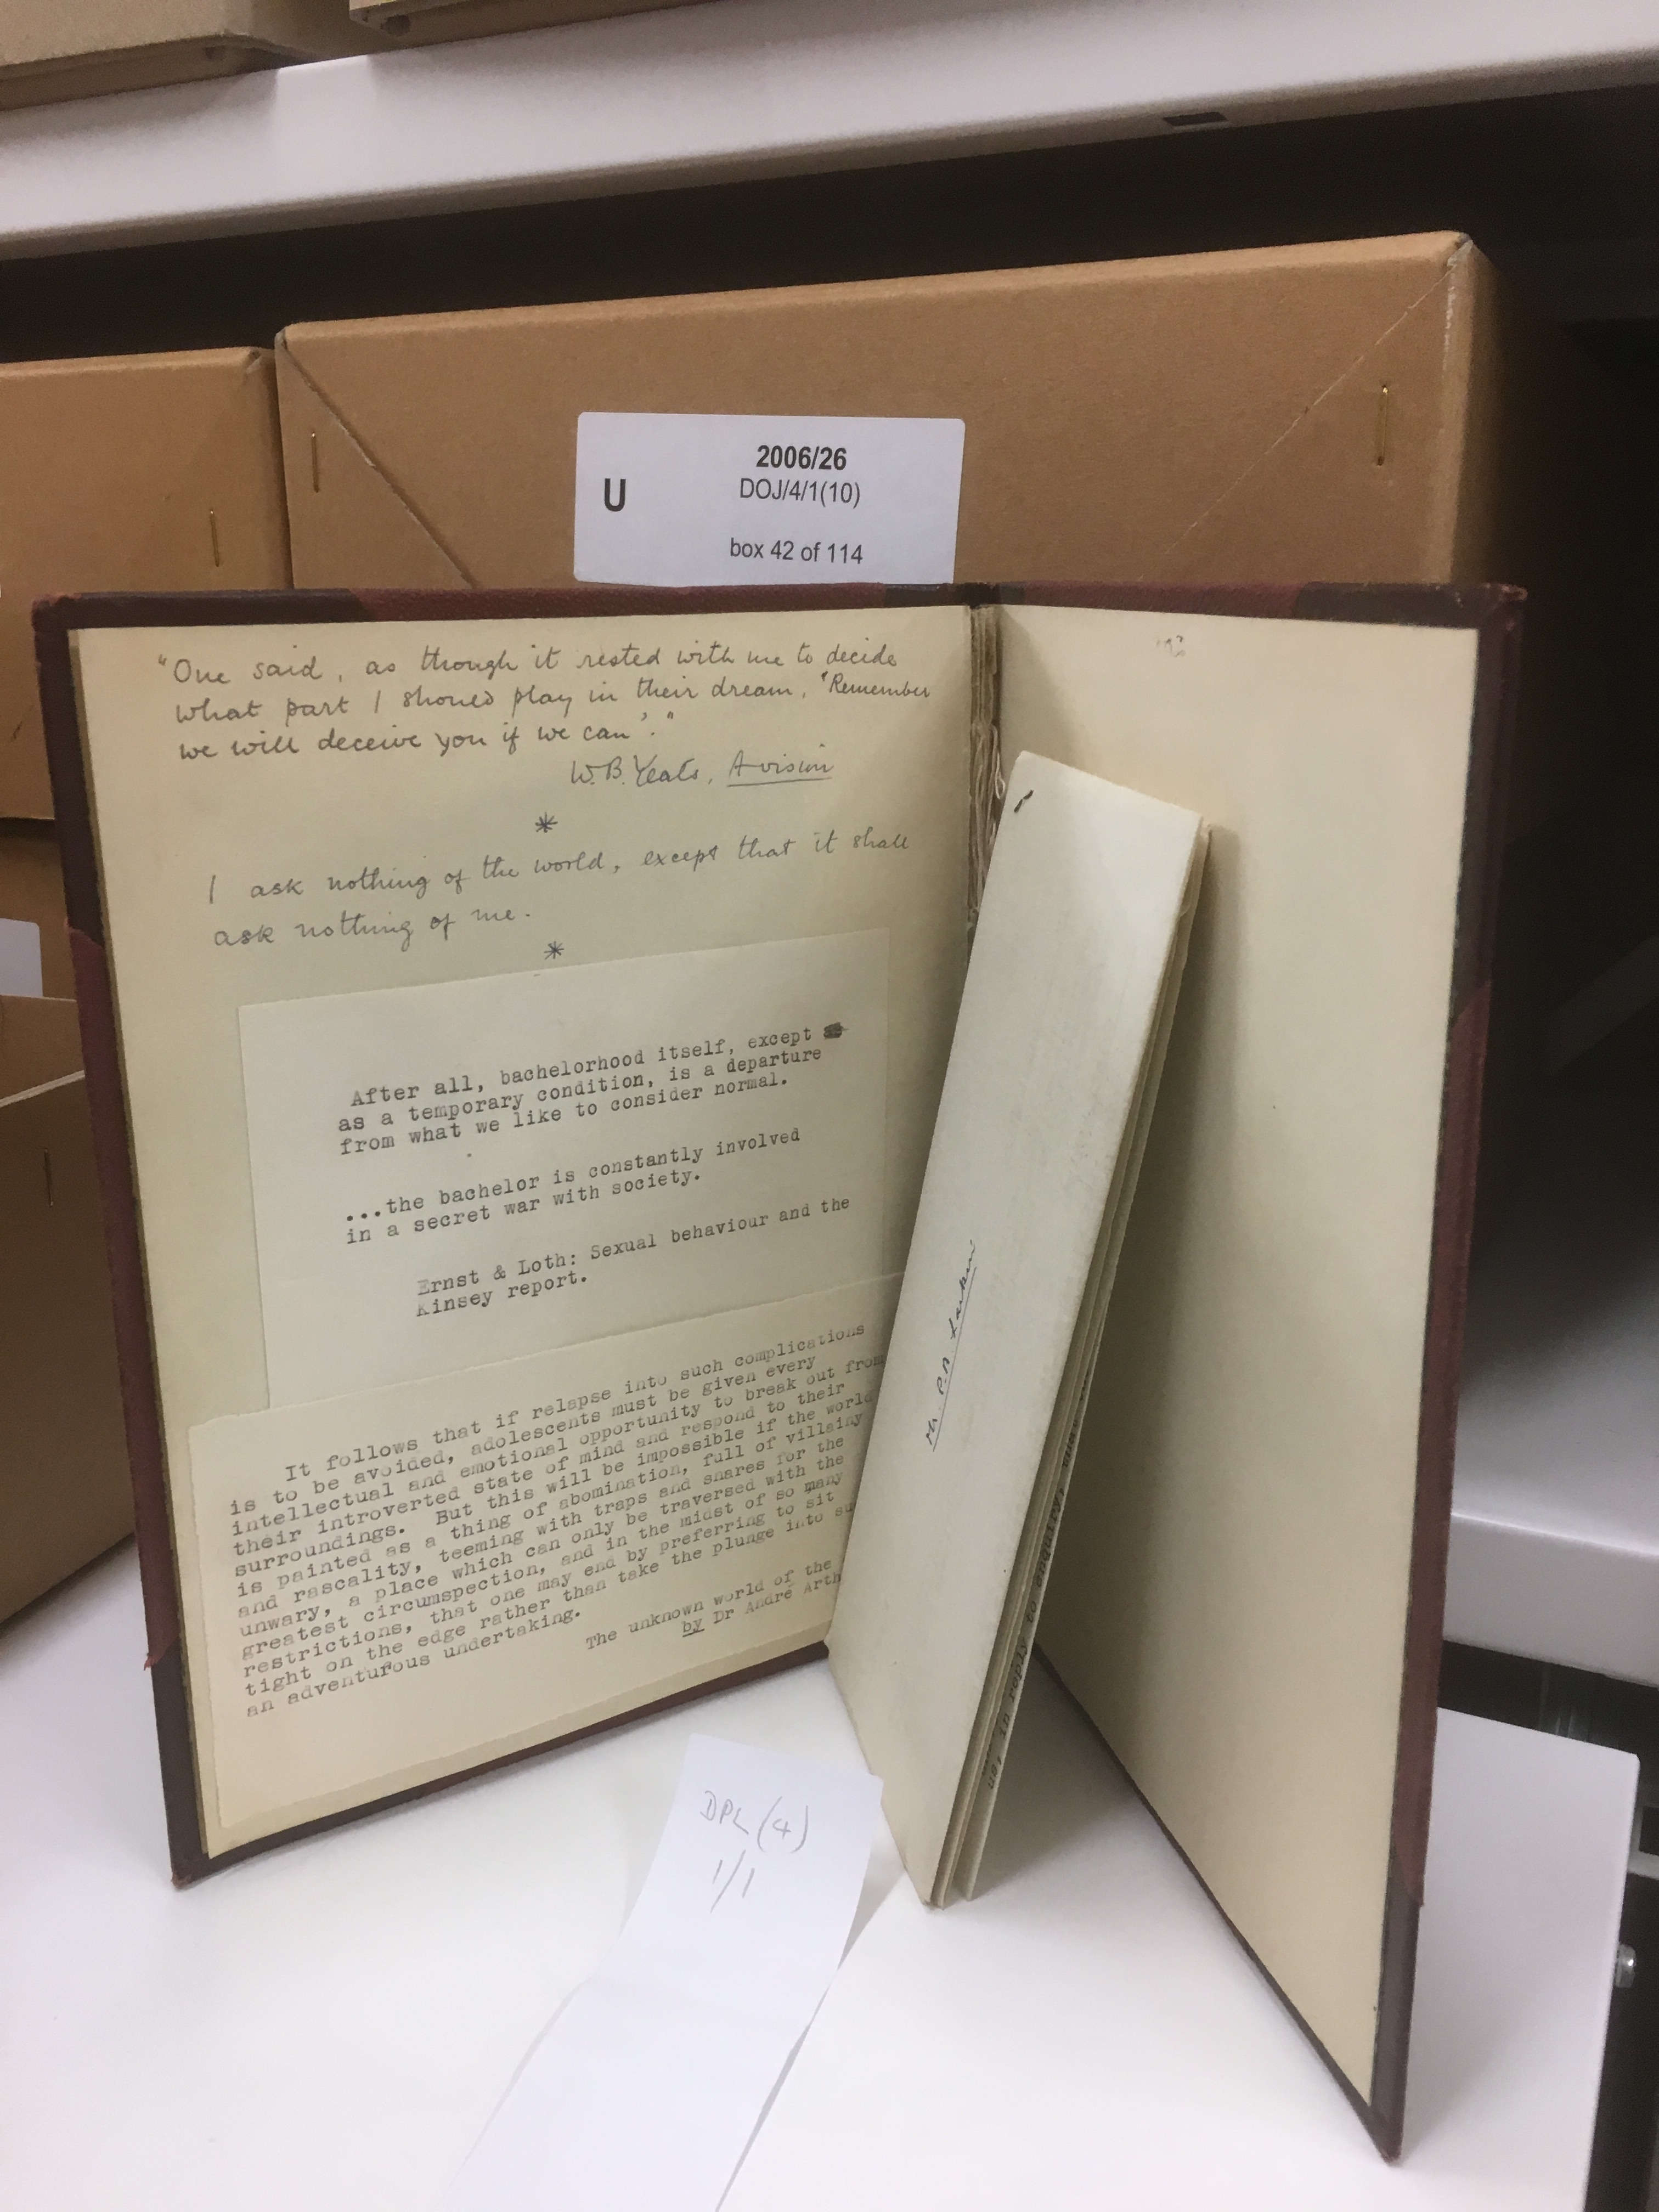 2006/26
U
DOJ/4/1(10)
box 42 of 114
"One said, as though it rested with me to decide
what part I should play in their dream, 'Remember
we will deceive you if we can'."
W.B. Yeats, A vision
*
I ask nothing of the world, except that it shall
ask nothing of me.
*
After all, bachelorhood itself, except
as a temporary condition, is a departure
from what we like to consider normal.
...the bachelor is constantly involved
in a secret war with society.
Ernst & Loth: Sexual behaviour and the
Kinsey report.
It follows that if relapse into such complications
is to be avoided, adolescents must be given every
intellectual and emotional opportunity to break out from
their introverted state of mind and respond to their
surroundings. But this will be impossible if the world
is painted as a thing of abomination, full of villainy
and rascality, teeming with traps and snares for the
unwary, a place which can only be traversed with the
greatest circumspection, and in the midst of so many
restrictions, that one may end by preferring to sit
tight on the edge rather than take the plunge into su
an adventurous undertaking.
The unknown world of the
by Dr André Arth
Mr. P.A. Larkin
us, in reply to enquiry,
DPL (4)
1/1